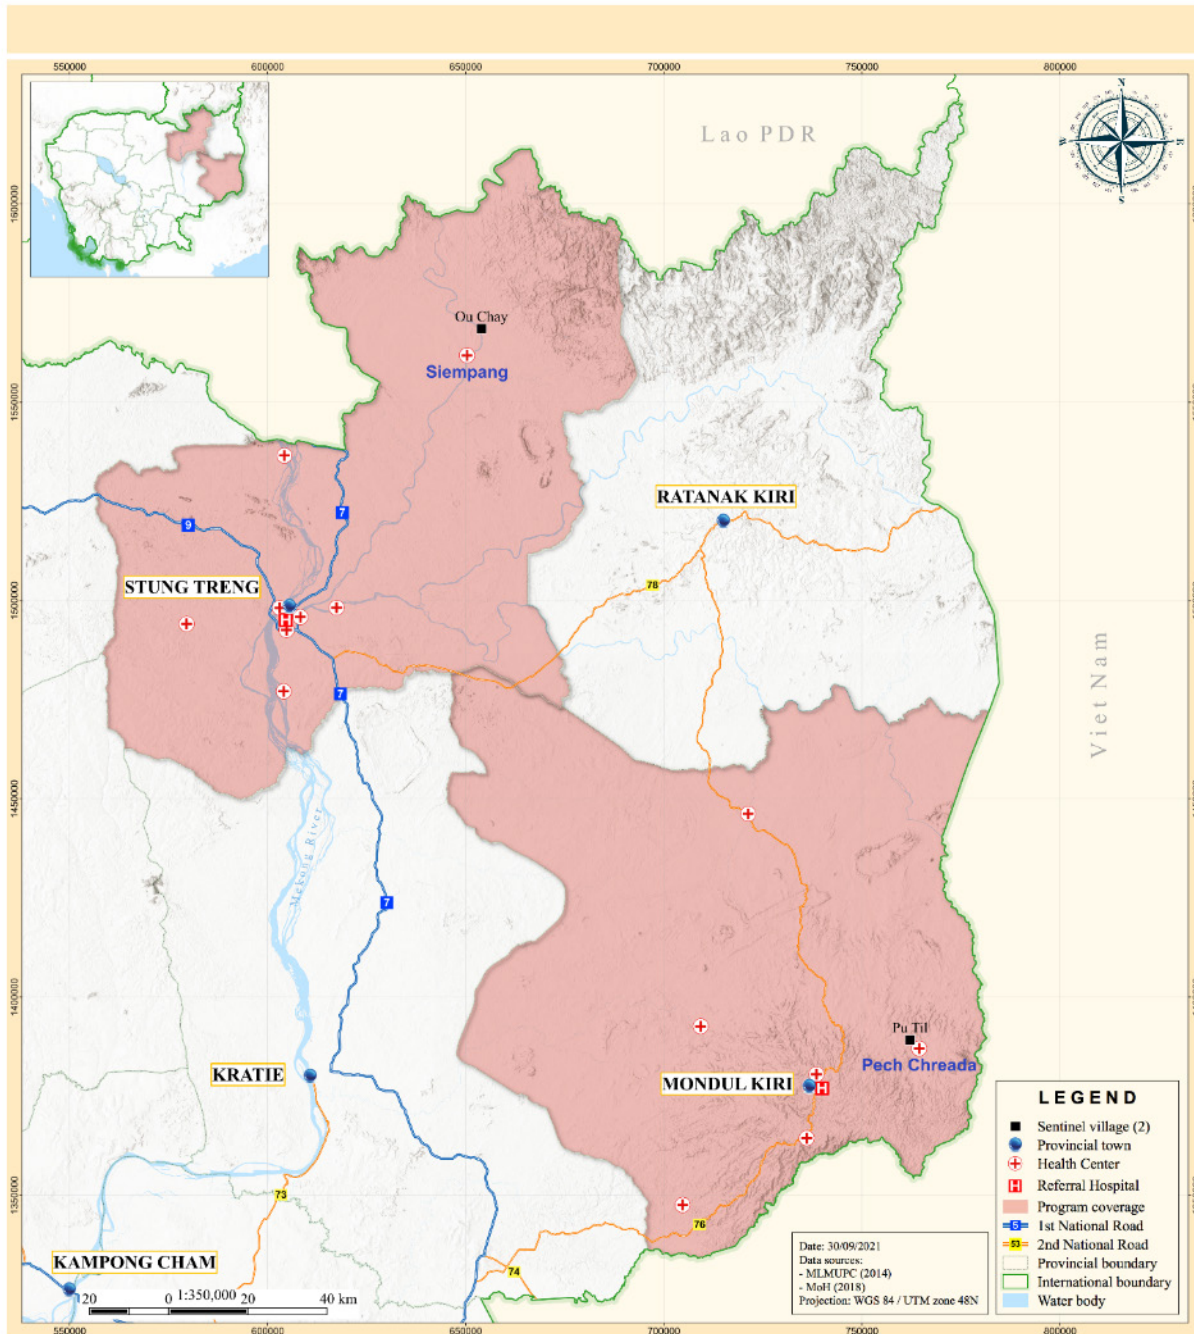 550000
600000
650000
700000
750000
800000
Lao PDR
N
W
E
S
1600000
Ou Chay
Siempang
1550000
RATANAK KIRI
7
9
78
STUNG TRENG
H
1500000
7
Viet Nam
1450000
Mekong River
7
1400000
Pu Til
Pech Chreada
KRATIE
MONDUL KIRI
H
73
1350000
76
74
KAMPONG CHAM
1:350,000
20 0 20 40 km
Date: 30/09/2021
Data sources:
- MLMUPC (2014)
- MoH (2018)
Projection: WGS 84 / UTM zone 48N
LEGEND
Sentinel village (2)
Provincial town
Health Center
H Referral Hospital
Program coverage
5 1st National Road
53 2nd National Road
Provincial boundary
International boundary
Water body
550000
600000
650000
700000
750000
800000